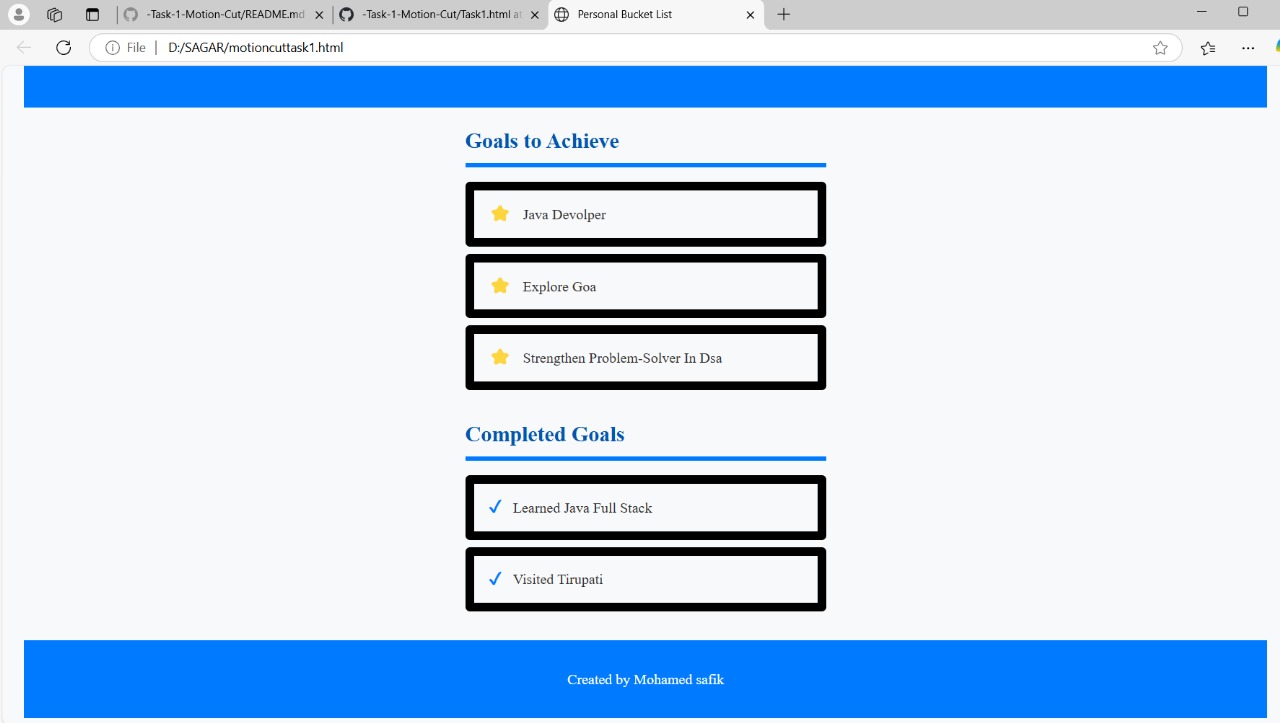 -Task-1-Motion-Cut/README.md
-Task-1-Motion-Cut/Task1.html at
Personal Bucket List
File
D:/SAGAR/motioncuttask1.html
Goals to Achieve
Java Devolper
Explore Goa
Strengthen Problem-Solver In Dsa
Completed Goals
Learned Java Full Stack
Visited Tirupati
Created by Mohamed safik